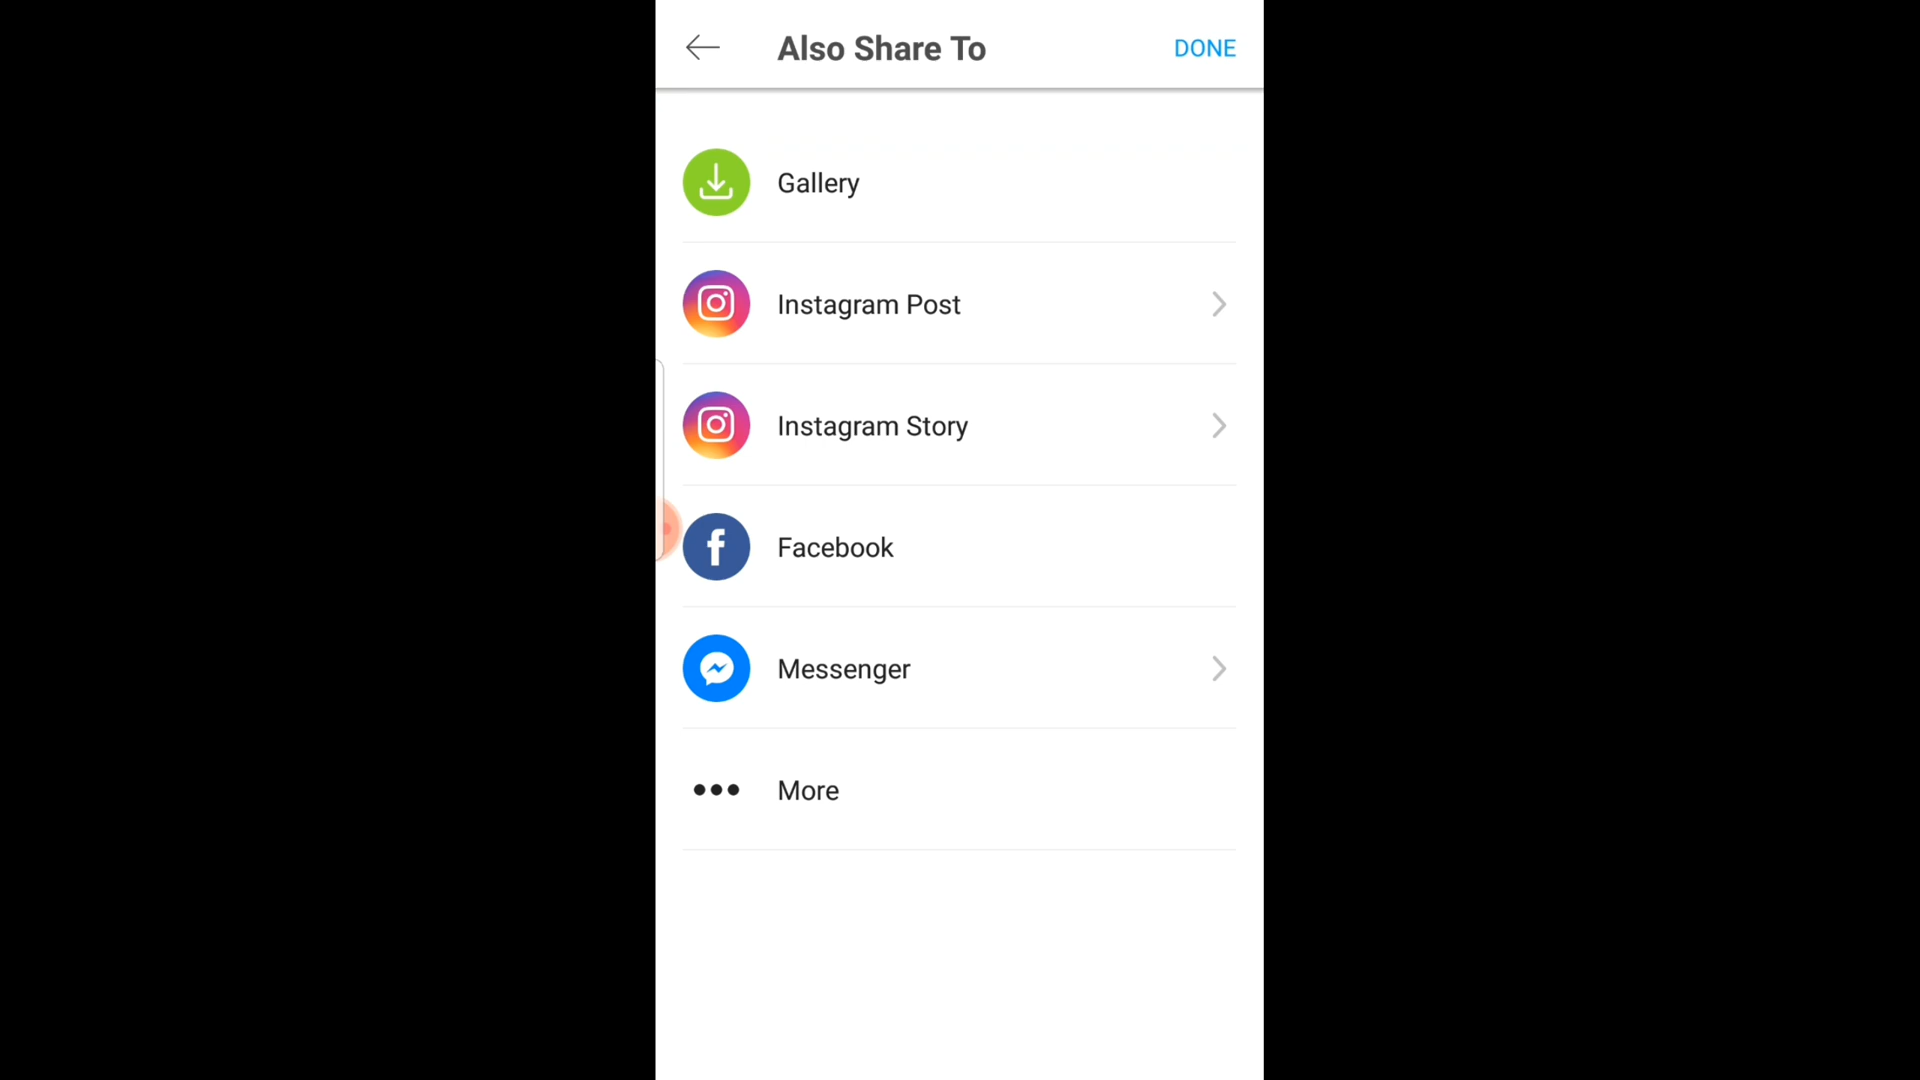 Also Share To
DONE
Gallery
Instagram Post
Instagram Story
Facebook
Messenger
More